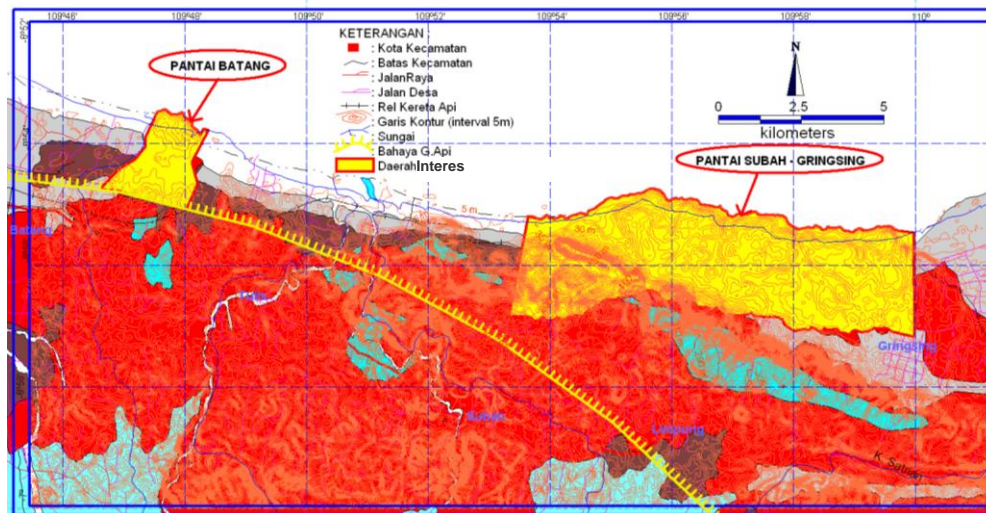 109°46' 109°48' 109°50' 109°52' 109°54' 109°56' 109°58' 110°
KETERANGAN :
: Kota Kecamatan
: Batas Kecamatan
: JalanRaya
: Jalan Desa
: Rel Kereta Api
: Garis Kontur (interval 5m)
: Sungai
: Bahaya G.Api
: DaerahInteres
N
0 2.5 5
kilometers
PANTAI BATANG
PANTAI SUBAH - GRINGSING
5 m
30 m
Batang
Gringsing
Subah
Limpung